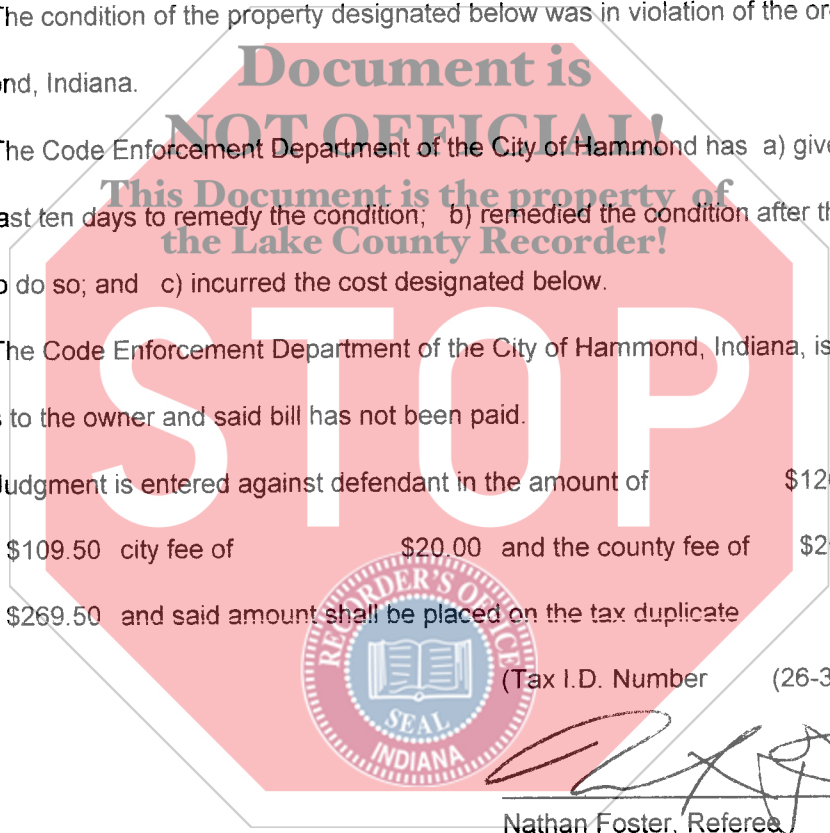 The condition of the property designated below was in violation of the or
nd, Indiana.
The Code Enforcement Department of the City of Hammond has a) give
ast ten days to remedy the condition; b) remedied the condition after th
o do so; and c) incurred the cost designated below.
The Code Enforcement Department of the City of Hammond, Indiana, is
s to the owner and said bill has not been paid.
Judgment is entered against defendant in the amount of $12
$109.50 city fee of $20.00 and the county fee of $2
$269.50 and said amount shall be placed on the tax duplicate
(Tax I.D. Number (26-3
Nathan Foster, Referee
Document is
NOT OFFICIAL!
This Document is the property of
the Lake County Recorder!
STOP
RECORDER'S OFFICE
SEAL
INDIANA